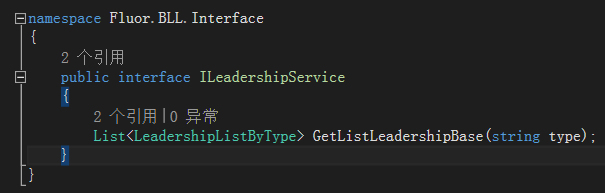 namespace Fluor.BLL.Interface
{
2 个引用
public interface ILeadershipService
{
2 个引用|0 异常
List<LeadershipListByType> GetListLeadershipBase(string type);
}
}